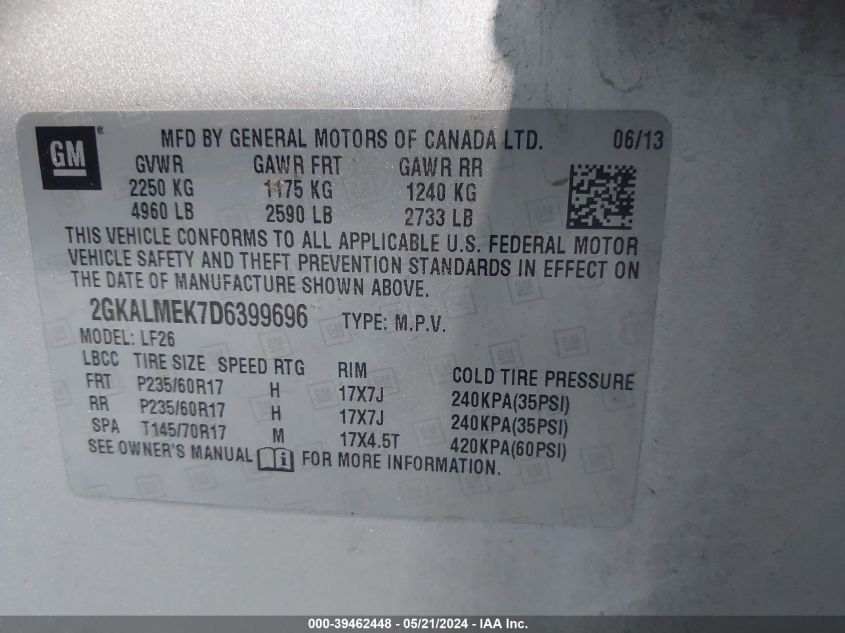 GM ® MFD BY GENERAL MOTORS OF CANADA LTD. 06/13
GVWR GAWR FRT GAWR RR
2250 KG 1175 KG 1240 KG
4960 LB 2590 LB 2733 LB
THIS VEHICLE CONFORMS TO ALL APPLICABLE U.S. FEDERAL MOTOR
VEHICLE SAFETY AND THEFT PREVENTION STANDARDS IN EFFECT ON
THE DATE OF MANUFACTURE SHOWN ABOVE.
2GKALMEK7D6399696 TYPE: M.P.V.
MODEL: LF26
LBCC TIRE SIZE SPEED RTG RIM COLD TIRE PRESSURE
FRT P235/60R17 H 17X7J 240KPA(35PSI)
RR P235/60R17 H 17X7J 240KPA(35PSI)
SPA T145/70R17 M 17X4.5T 420KPA(60PSI)
SEE OWNER'S MANUAL i FOR MORE INFORMATION.
000-39462448 - 05/21/2024 - IAA Inc.